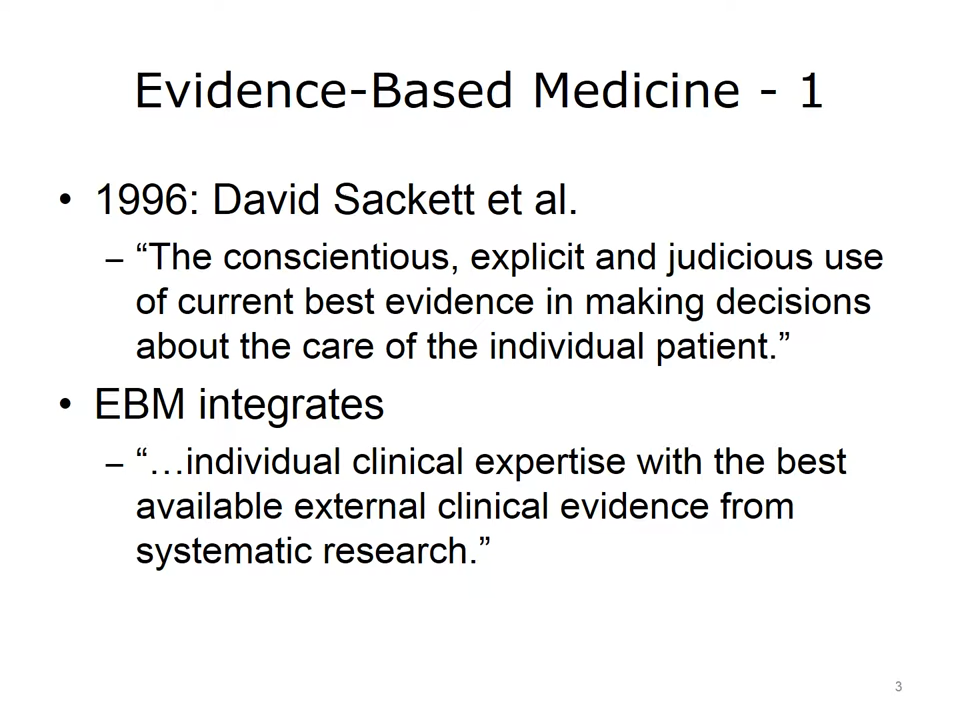 Evidence-Based Medicine - 1
• 1996: David Sackett et al.
– “The conscientious, explicit and judicious use
of current best evidence in making decisions
about the care of the individual patient.”
• EBM integrates
– “…individual clinical expertise with the best
available external clinical evidence from
systematic research.”
3